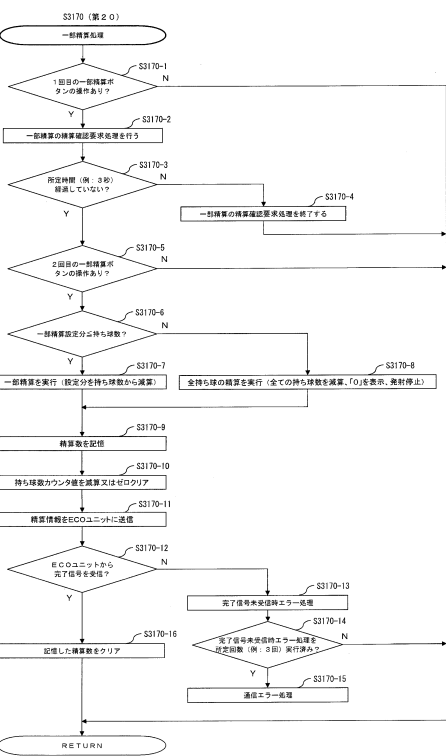 S3170 (第20)
一部精算処理
S3170-1
1回目の一部精算ボ
タンの操作あり?
N
Y
S3170-2
一部精算の精算確認要求処理を行う
S3170-3
所定時間(例:3秒)
経過していない?
N
Y
S3170-4
一部精算の精算確認要求処理を終了する
S3170-5
2回目の一部精算ボ
タンの操作あり?
N
Y
S3170-6
一部精算設定分≦持ち球数?
N
Y
S3170-7
一部精算を実行(設定分を持ち球数から減算)
S3170-8
全持ち球の精算を実行(全ての持ち球数を減算、「0」を表示、発射停止)
S3170-9
精算数を記憶
S3170-10
持ち球数カウンタ値を減算又はゼロクリア
S3170-11
精算情報をECOユニットに送信
S3170-12
ECOユニットから
完了信号を受信?
N
Y
S3170-13
完了信号未受信時エラー処理
S3170-14
完了信号未受信時エラー処理を
所定回数(例:3回)実行済み?
N
Y
S3170-15
通信エラー処理
S3170-16
記憶した精算数をクリア
RETURN